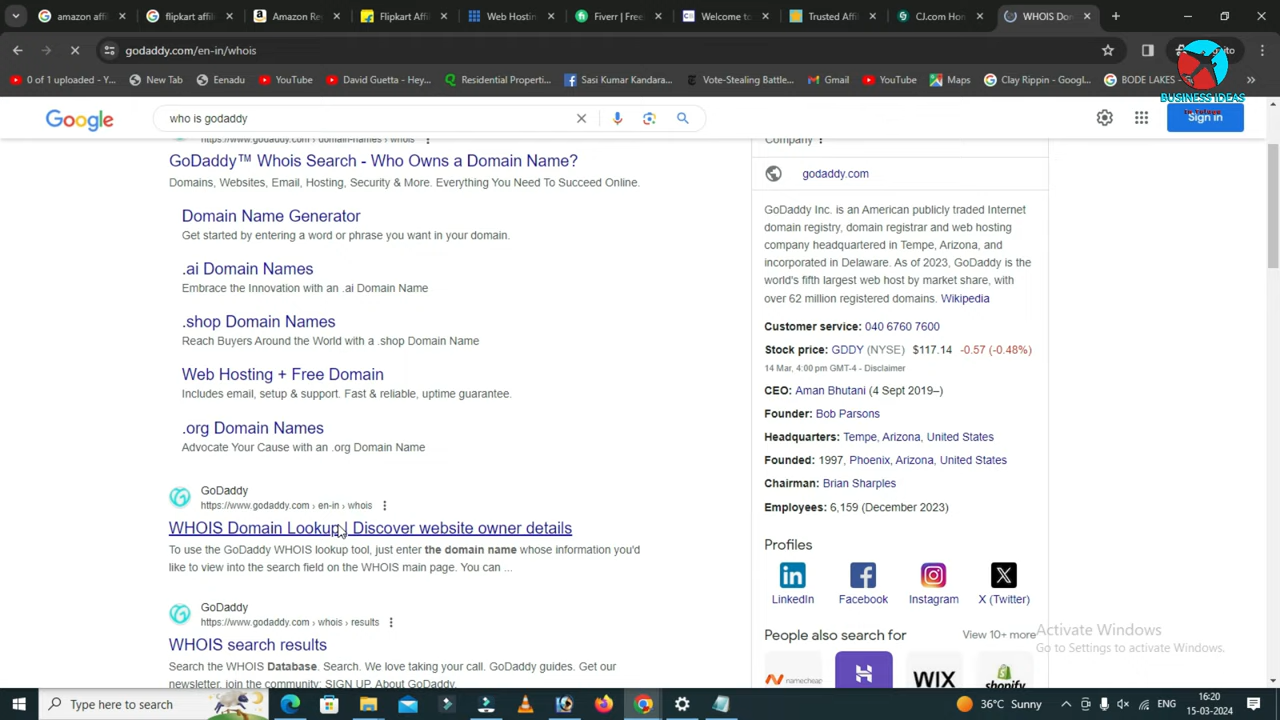 amazon affi
flipkart affili
Amazon Re
Flipkart Affi
Web Hostin
Fiverr | Free
Welcome to
Trusted Affi
CJ.com Hon
WHOIS Don
godaddy.com/en-in/whois
0 of 1 uploaded - Y...
New Tab
Eenadu
YouTube
David Guetta - Hey...
Residential Properti...
Sasi Kumar Kandara...
Vote-Stealing Battle...
Gmail
YouTube
Maps
Clay Rippin - Googl...
BODE LAKES - G
BUSINESS IDEAS
Google
who is godaddy
Sign in
https://www.godaddy.com › domain-names › whois
Company
GoDaddy™ Whois Search - Who Owns a Domain Name?
Domains, Websites, Email, Hosting, Security & More. Everything You Need To Succeed Online.
Domain Name Generator
Get started by entering a word or phrase you want in your domain.
.ai Domain Names
Embrace the Innovation with an .ai Domain Name
.shop Domain Names
Reach Buyers Around the World with a .shop Domain Name
Web Hosting + Free Domain
Includes email, setup & support. Fast & reliable, uptime guarantee.
.org Domain Names
Advocate Your Cause with an .org Domain Name
GoDaddy
https://www.godaddy.com › en-in › whois
WHOIS Domain Lookup | Discover website owner details
To use the GoDaddy WHOIS lookup tool, just enter the domain name whose information you'd
like to view into the search field on the WHOIS main page. You can ...
GoDaddy
https://www.godaddy.com › whois › results
WHOIS search results
Search the WHOIS Database. Search. We love taking your call. GoDaddy guides. Get our
newsletter, join the community: SIGN UP. About GoDaddy.
godaddy.com
GoDaddy Inc. is an American publicly traded Internet
domain registry, domain registrar and web hosting
company headquartered in Tempe, Arizona, and
incorporated in Delaware. As of 2023, GoDaddy is the
world's fifth largest web host by market share, with
over 62 million registered domains. Wikipedia
Customer service: 040 6760 7600
Stock price: GDDY (NYSE) $117.14 -0.57 (-0.48%)
14 Mar, 4:00 pm GMT-4 - Disclaimer
CEO: Aman Bhutani (4 Sept 2019–)
Founder: Bob Parsons
Headquarters: Tempe, Arizona, United States
Founded: 1997, Phoenix, Arizona, United States
Chairman: Brian Sharples
Employees: 6,159 (December 2023)
Profiles
LinkedIn
Facebook
Instagram
X (Twitter)
People also search for
View 10+ more
namecheap
WIX
shopify
Activate Windows
Go to Settings to activate Windows.
Type here to search
36°C Sunny
ENG
16:20
15-03-2024